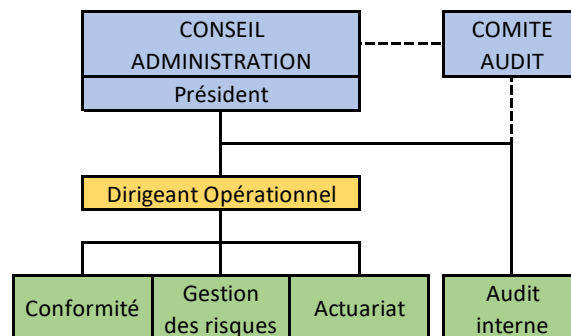 CONSEIL
ADMINISTRATION
Président
COMITE
AUDIT
Dirigeant Opérationnel
Conformité
Gestion
des risques
Actuariat
Audit
interne